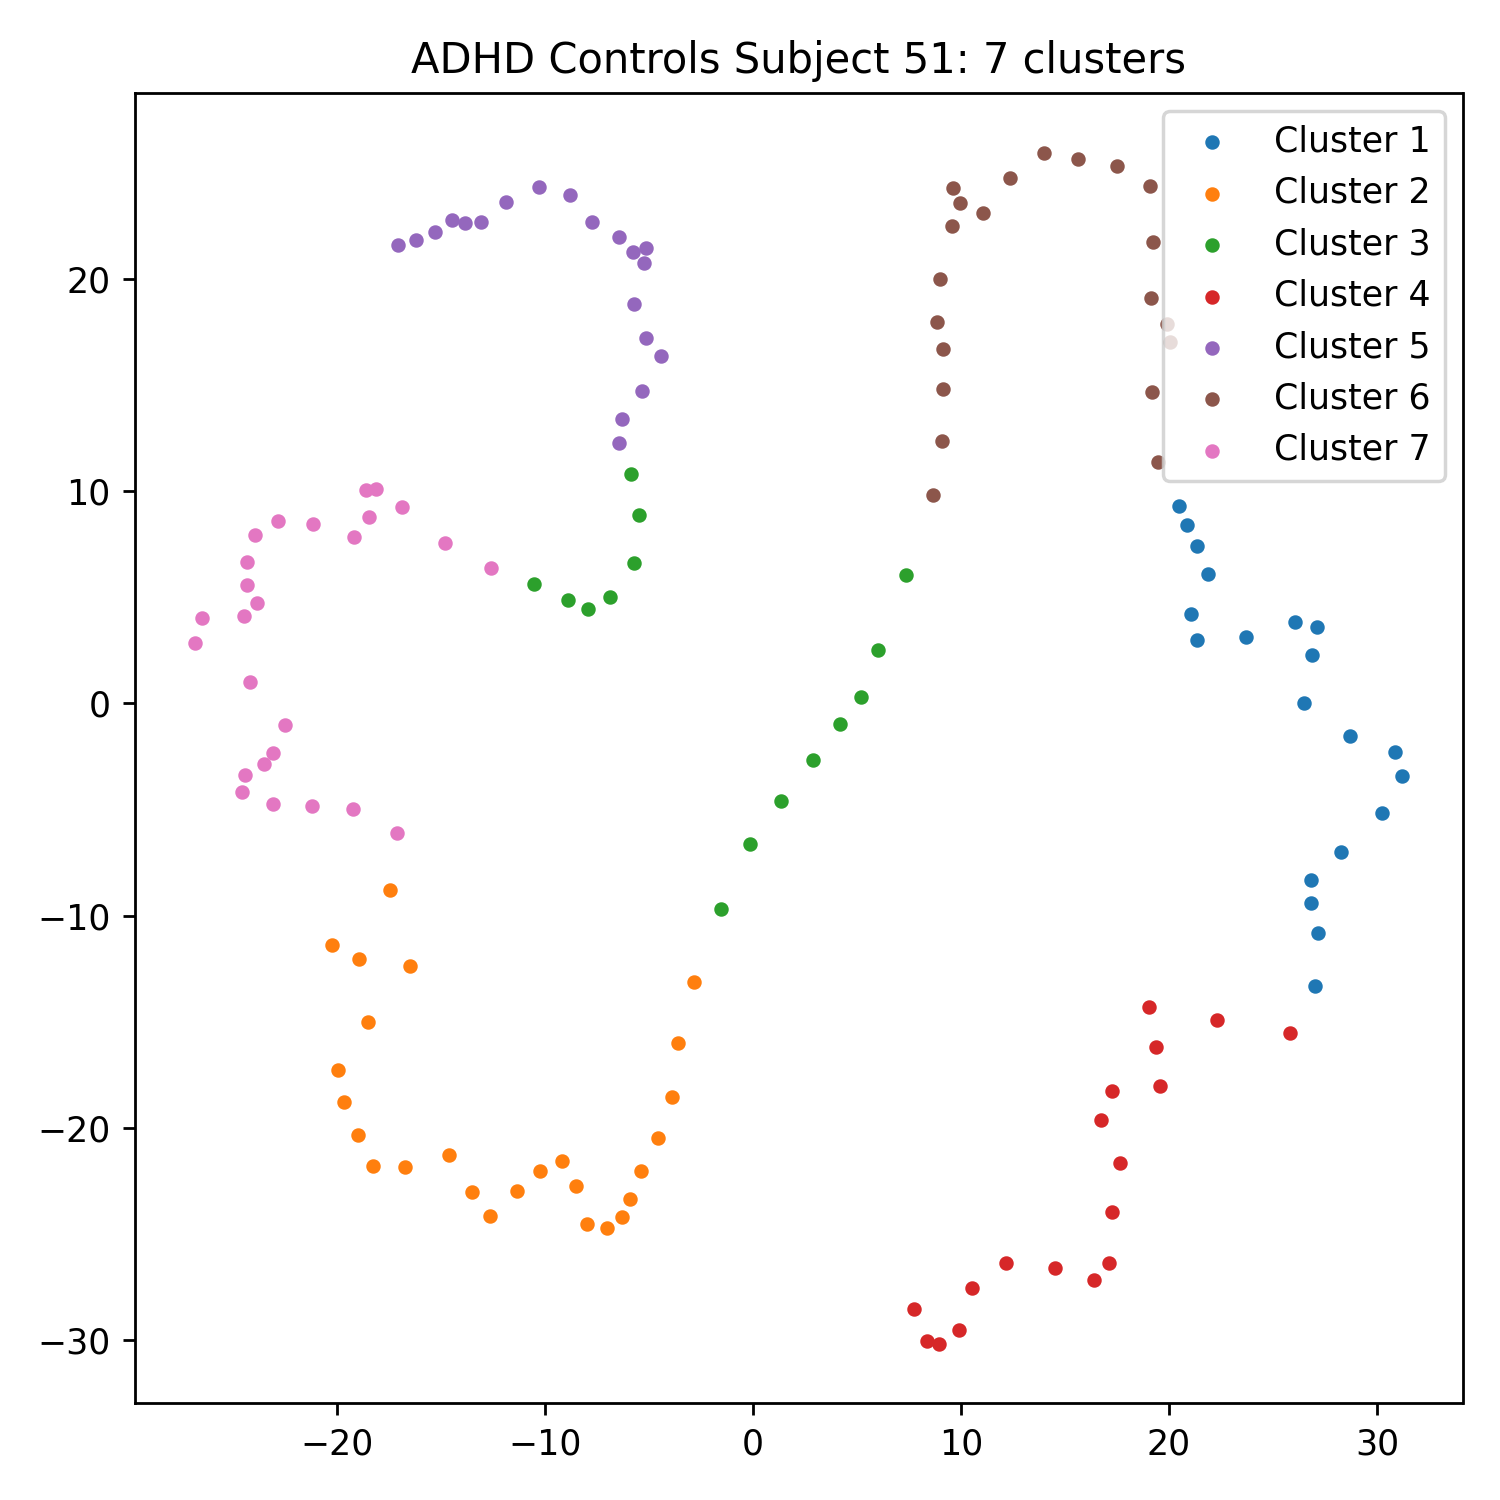 ADHD Controls Subject 51: 7 clusters
Cluster 1
Cluster 2
Cluster 3
Cluster 4
Cluster 5
Cluster 6
Cluster 7
20
10
0
−10
−20
−30
−20 −10 0 10 20 30